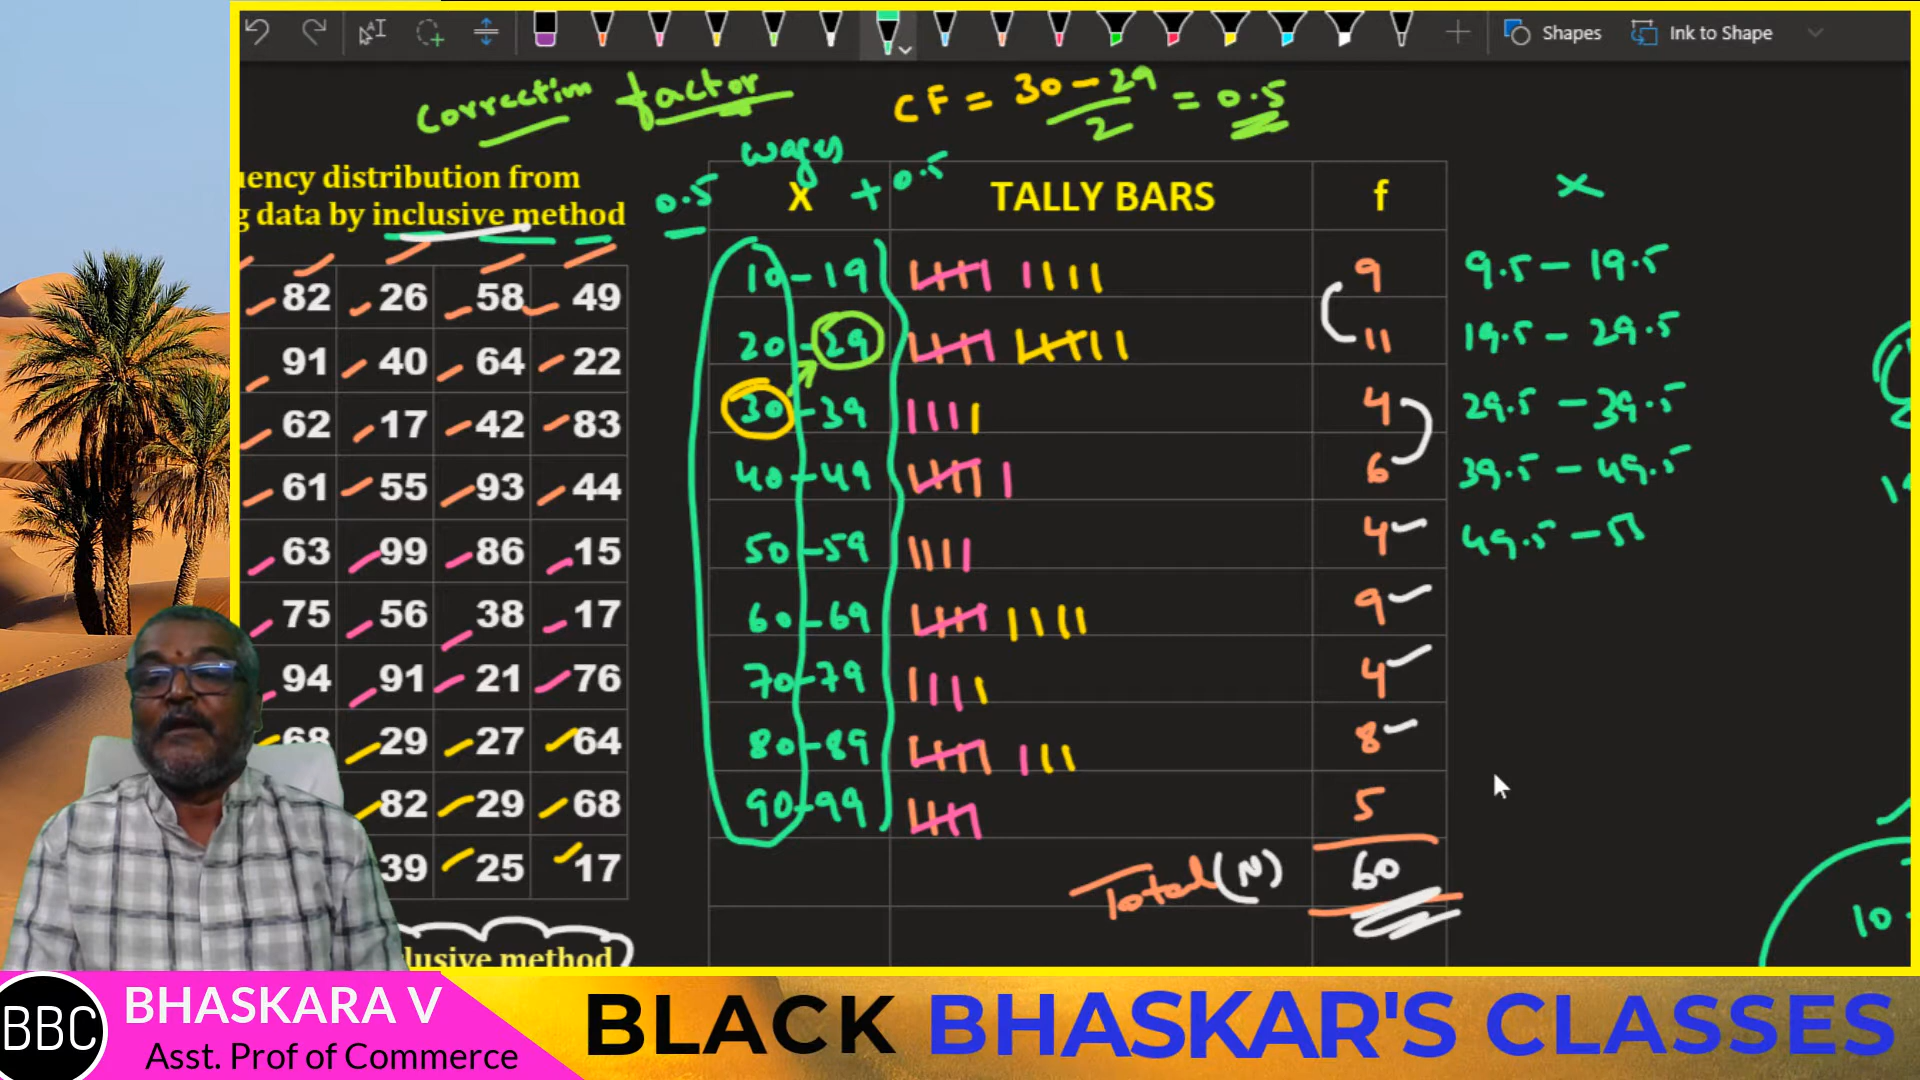 Shapes
Ink to Shape
Correction factor
CF = 30 - 29 / 2 = 0.5
uency distribution from
g data by inclusive method
wages
0.5 X + 0.5 TALLY BARS f X
82 26 58 49
91 40 64 22
62 17 42 83
61 55 93 44
63 99 86 15
75 56 38 17
94 91 21 76
68 29 27 64
82 29 68
39 25 17
lusive method
10-19 9 9.5 - 19.5
20-29 11 19.5 - 29.5
30-39 4 29.5 - 39.5
40-49 6 39.5 - 49.5
50-59 4 49.5 - 5
60-69 9
70-79 4
80-89 8
90-99 5
Total (N) 60
10
BBC
BHASKARA V
Asst. Prof of Commerce
BLACK BHASKAR'S CLASSES